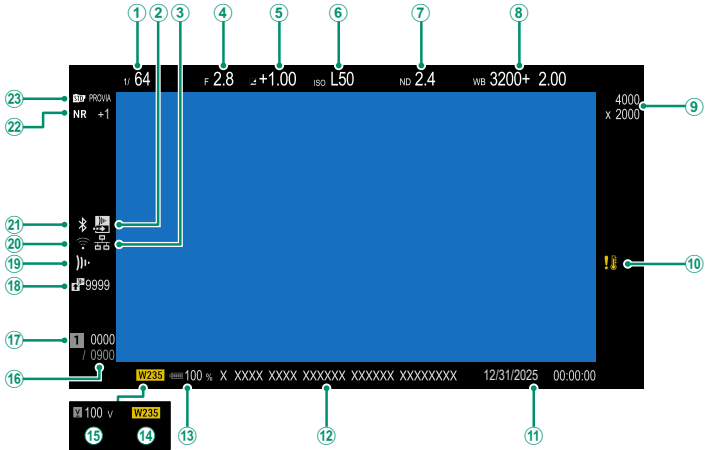 1 2 3 4 5 6 7 8
1/ 64 F 2.8 +1.00 ISO L50 ND 2.4 WB 3200+ 2.00
23 STD PROVIA 4000
22 NR +1 x 2000 9
21
20
19 10
18 9999
17 1 0000
/ 0900
16 W235 100 % X XXXX XXXX XXXXXX XXXXXX XXXXXXXX 12/31/2025 00:00:00
V 100 V W235
15 14 13 12 11